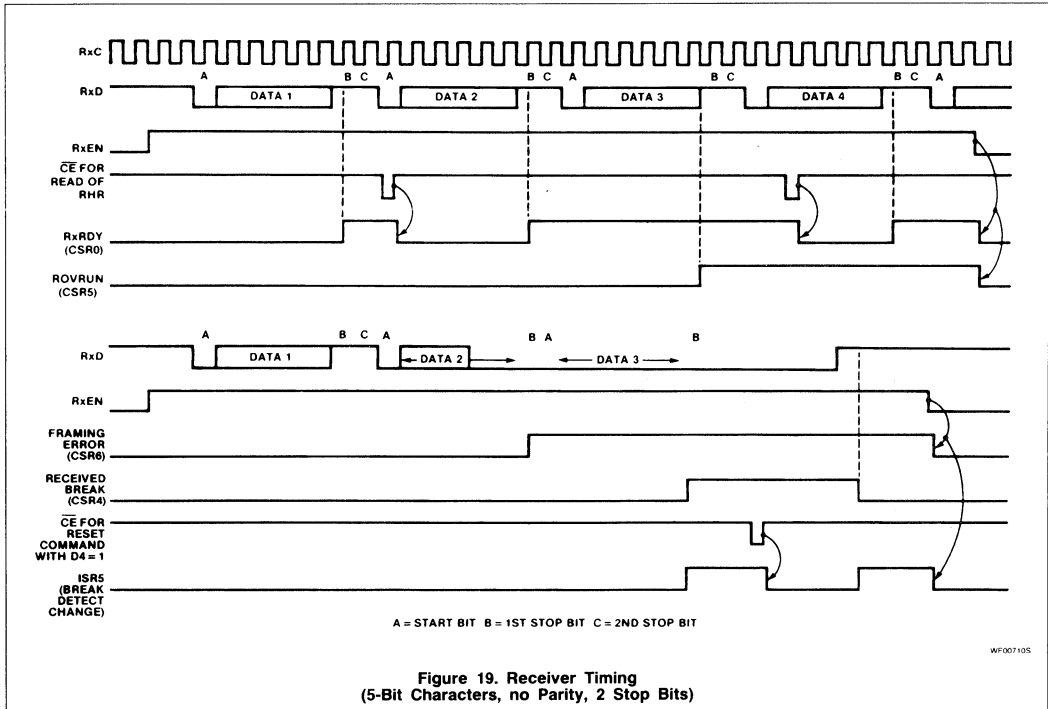 RxC
A B C A B C A B C B C A
RxD DATA 1 DATA 2 DATA 3 DATA 4
RxEN
CE FOR
READ OF
RHR
RxRDY
(CSR0)
ROVRUN
(CSR5)
A B C A B A B
RxD DATA 1 DATA 2 DATA 3
RxEN
FRAMING
ERROR
(CSR6)
RECEIVED
BREAK
(CSR4)
CE FOR
RESET
COMMAND
WITH D4 = 1
ISR5
(BREAK
DETECT
CHANGE)
A = START BIT B = 1ST STOP BIT C = 2ND STOP BIT
WF00710S
Figure 19. Receiver Timing
(5-Bit Characters, no Parity, 2 Stop Bits)